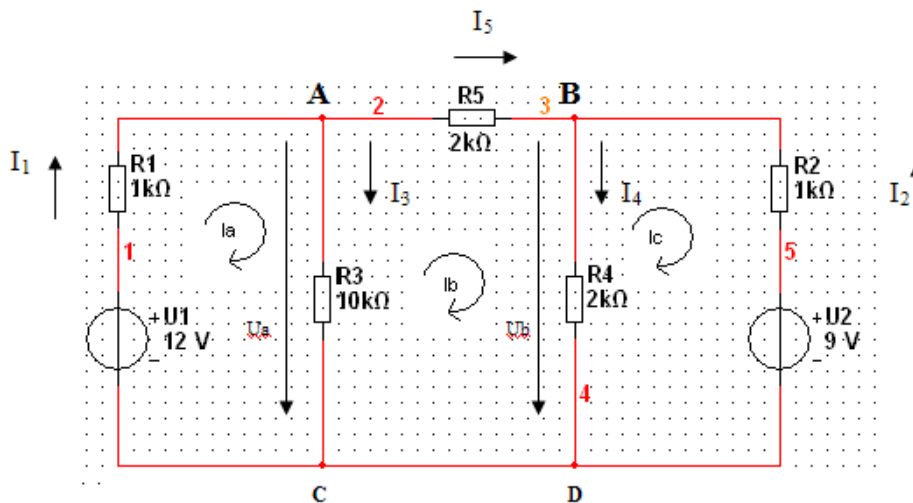 I5
A
2
R5
3
B
2kΩ
I1
R1
1kΩ
I3
I4
R2
1kΩ
I2
Ia
Ib
Ic
1
5
R3
10kΩ
R4
2kΩ
+ U1
12 V
−
Ua
Ub
+ U2
9 V
−
4
C
D